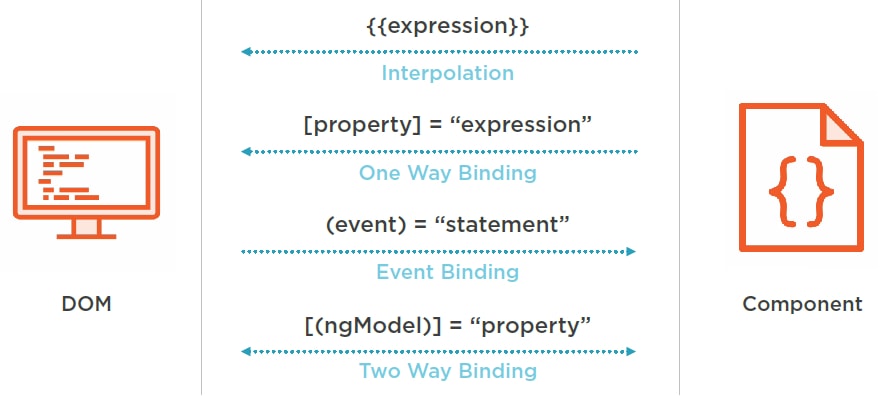 {{expression}}
Interpolation
[property] = “expression”
One Way Binding
(event) = “statement”
Event Binding
[(ngModel)] = “property”
Two Way Binding
DOM
Component